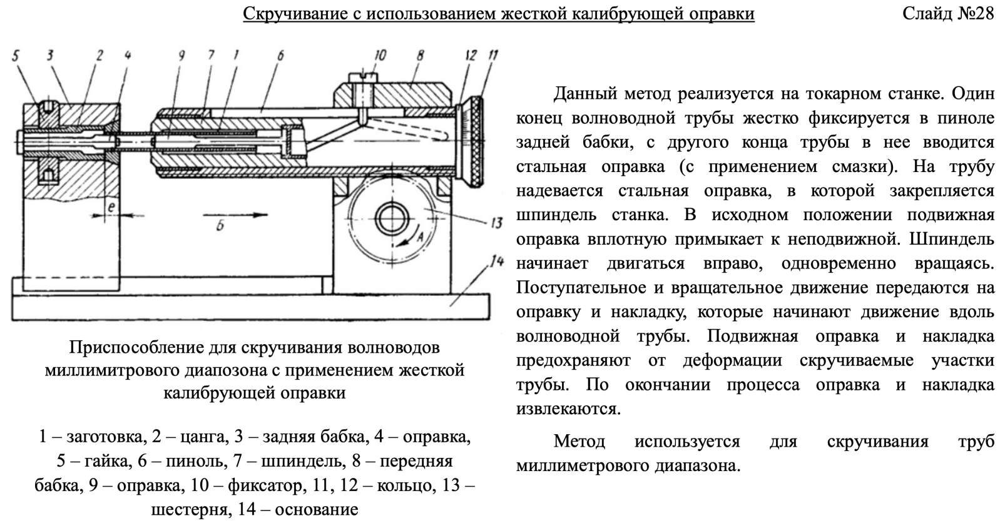 Скручивание с использованием жесткой калибрующей оправки
Слайд №28
5 3 2 4 9 7 1 6 10 8 12 11
е
Б
А
13
14
Приспособление для скручивания волноводов
миллимитрового диапозона с применением жесткой
калибрующей оправки
1 – заготовка, 2 – цанга, 3 – задняя бабка, 4 – оправка,
5 – гайка, 6 – пиноль, 7 – шпиндель, 8 – передняя
бабка, 9 – оправка, 10 – фиксатор, 11, 12 – кольцо, 13 –
шестерня, 14 – основание
Данный метод реализуется на токарном станке. Один
конец волноводной трубы жестко фиксируется в пиноле
задней бабки, с другого конца трубы в нее вводится
стальная оправка (с применением смазки). На трубу
надевается стальная оправка, в которой закрепляется
шпиндель станка. В исходном положении подвижная
оправка вплотную примыкает к неподвижной. Шпиндель
начинает двигаться вправо, одновременно вращаясь.
Поступательное и вращательное движение передаются на
оправку и накладку, которые начинают движение вдоль
волноводной трубы. Подвижная оправка и накладка
предохраняют от деформации скручиваемые участки
трубы. По окончании процесса оправка и накладка
извлекаются.
Метод используется для скручивания труб
миллиметрового диапазона.